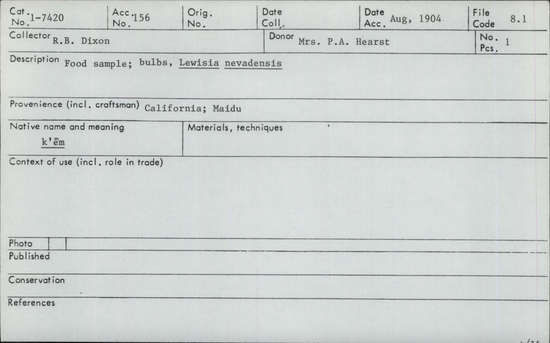 Cat. No. 1-7420 Acc. No. 156 Orig. No. Date Coll. Date Acc. Aug, 1904 File Code 8.1
Collector R.B. Dixon Donor Mrs. P.A. Hearst No. Pcs. 1
Description Food sample; bulbs, Lewisia nevadensis
Provenience (incl. craftsman) California; Maidu
Native name and meaning Materials, techniques
k'ēm
Context of use (incl. role in trade)
Photo
Published
Conservation
References